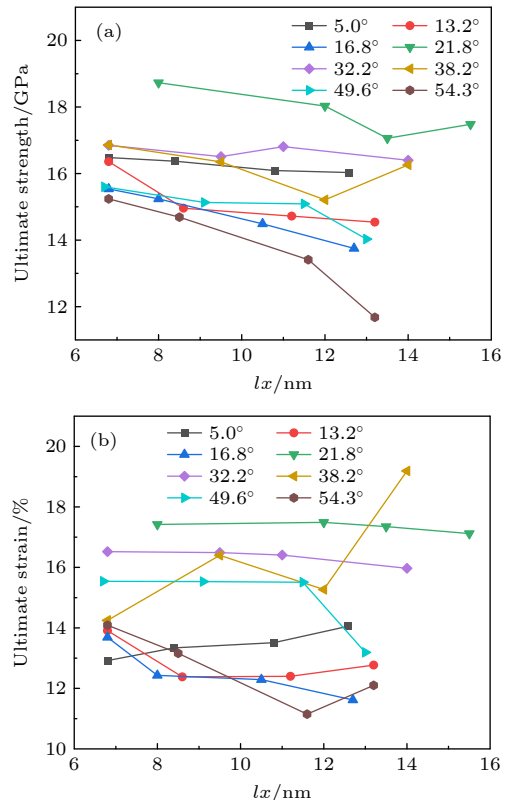 (a)
5.0° 13.2°
16.8° 21.8°
32.2° 38.2°
49.6° 54.3°
20
18
16
14
12
Ultimate strength/GPa
6 8 10 12 14 16
lx/nm
(b)
5.0° 13.2°
16.8° 21.8°
32.2° 38.2°
49.6° 54.3°
20
18
16
14
12
10
Ultimate strain/%
6 8 10 12 14 16
lx/nm